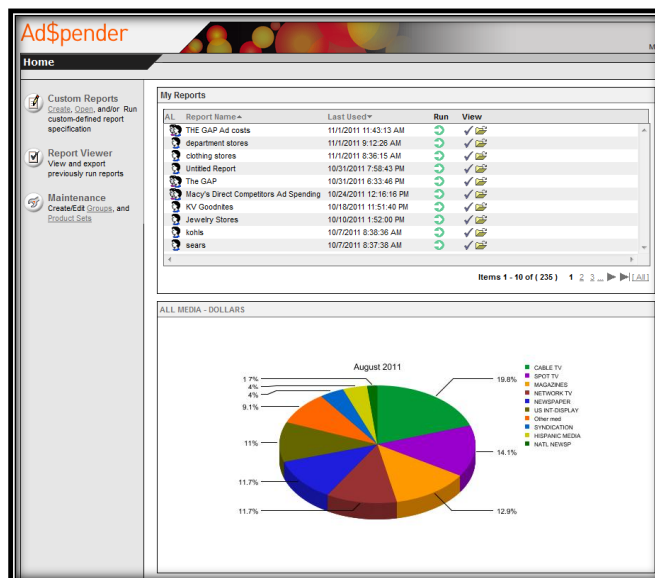 Ad$pender
M
Home
Custom Reports
Create, Open, and/or Run
custom-defined report
specification
Report Viewer
View and export
previously run reports
Maintenance
Create/Edit Groups, and
Product Sets
My Reports
AL Report Name Last Used Run View
THE GAP Ad costs 11/1/2011 11:43:13 AM
department stores 11/1/2011 9:12:26 AM
clothing stores 11/1/2011 8:36:15 AM
Untitled Report 10/31/2011 7:58:43 PM
The GAP 10/31/2011 6:33:46 PM
Macy's Direct Competitors Ad Spending 10/24/2011 12:16:16 PM
KV Goodnites 10/18/2011 11:51:40 PM
Jewelry Stores 10/10/2011 1:52:00 PM
kohls 10/7/2011 8:38:36 AM
sears 10/7/2011 8:37:38 AM
Items 1 - 10 of ( 235 ) 1 2 3 ... [All]
ALL MEDIA - DOLLARS
August 2011
1.7%
4%
4%
9.1%
11%
11.7%
11.7%
19.8%
14.1%
12.9%
CABLE TV
SPOT TV
MAGAZINES
NETWORK TV
NEWSPAPER
US INT-DISPLAY
Other med
SYNDICATION
HISPANIC MEDIA
NATL NEWSP